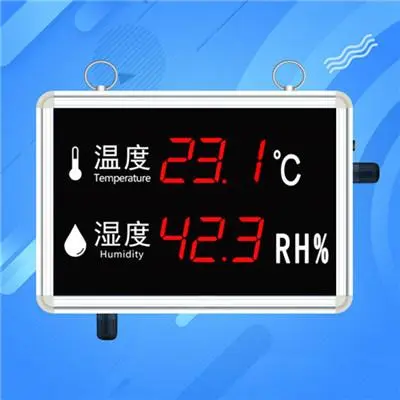 温度 23.1 °C
Temperature
湿度 42.3 RH%
Humidity